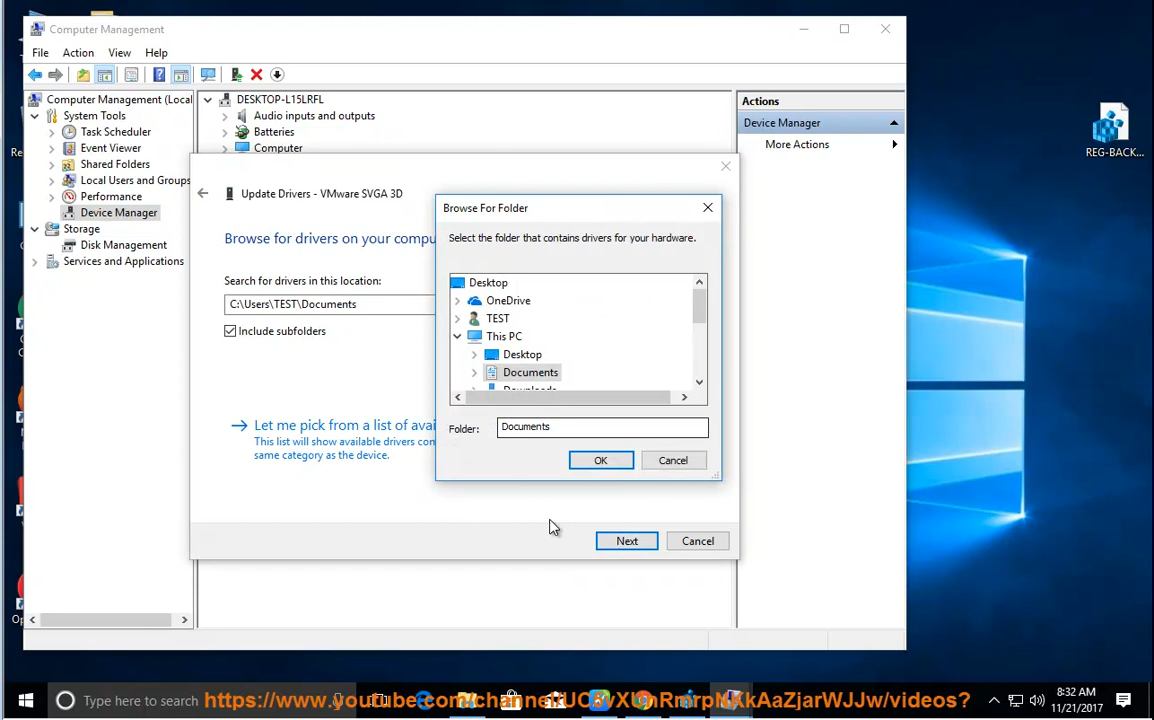 Computer Management
File Action View Help
Computer Management (Local
System Tools
Task Scheduler
Event Viewer
Shared Folders
Local Users and Groups
Performance
Device Manager
Storage
Disk Management
Services and Applications
DESKTOP-L15LRFL
Audio inputs and outputs
Batteries
Computer
Actions
Device Manager
More Actions
REG-BACK...
Update Drivers - VMware SVGA 3D
Browse for drivers on your compu
Search for drivers in this location:
C:\Users\TEST\Documents
Include subfolders
Let me pick from a list of avai
This list will show available drivers con
same category as the device.
Next
Cancel
Browse For Folder
Select the folder that contains drivers for your hardware.
Desktop
OneDrive
TEST
This PC
Desktop
Documents
Downloads
Folder:
Documents
OK
Cancel
Type here to search
8:32 AM
11/21/2017